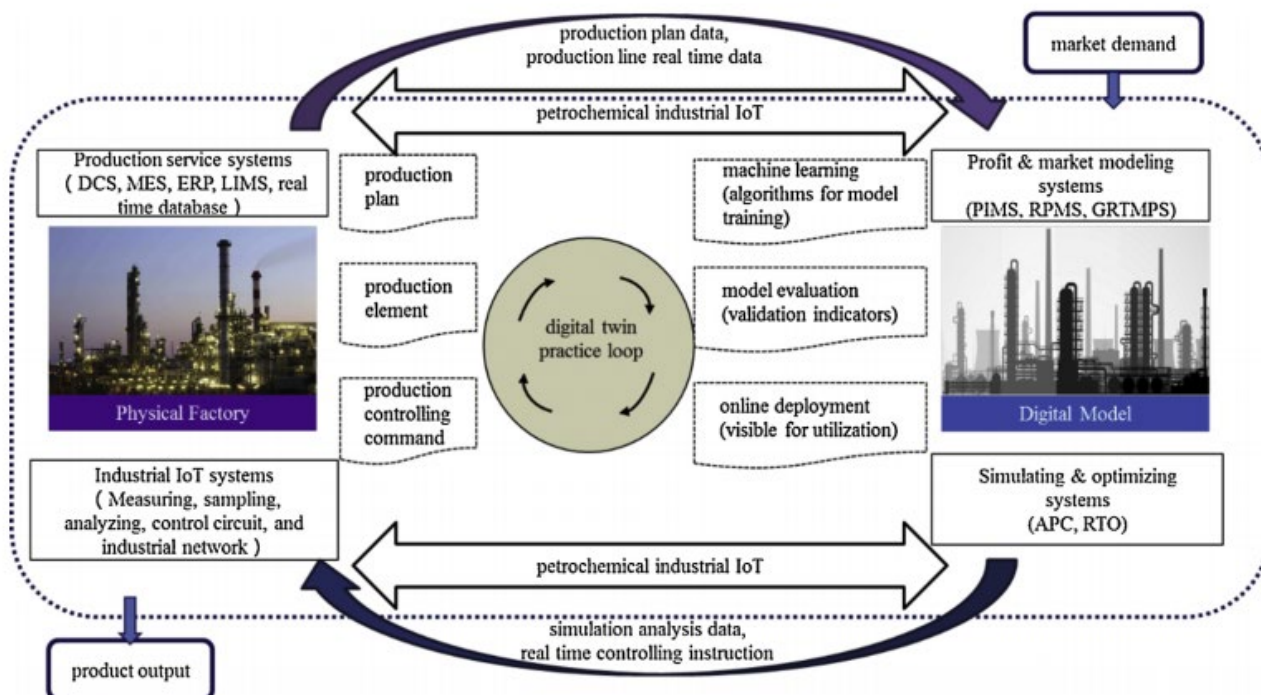 production plan data,
production line real time data
market demand
petrochemical industrial IoT
Production service systems
( DCS, MES, ERP, LIMS, real
time database )
production
plan
machine learning
(algorithms for model
training)
Profit & market modeling
systems
(PIMS, RPMS, GRTMPS)
production
element
digital twin
practice loop
model evaluation
(validation indicators)
production
controlling
command
online deployment
(visible for utilization)
Physical Factory
Digital Model
Industrial IoT systems
( Measuring, sampling,
analyzing, control circuit, and
industrial network )
Simulating & optimizing
systems
(APC, RTO)
petrochemical industrial IoT
simulation analysis data,
real time controlling instruction
product output